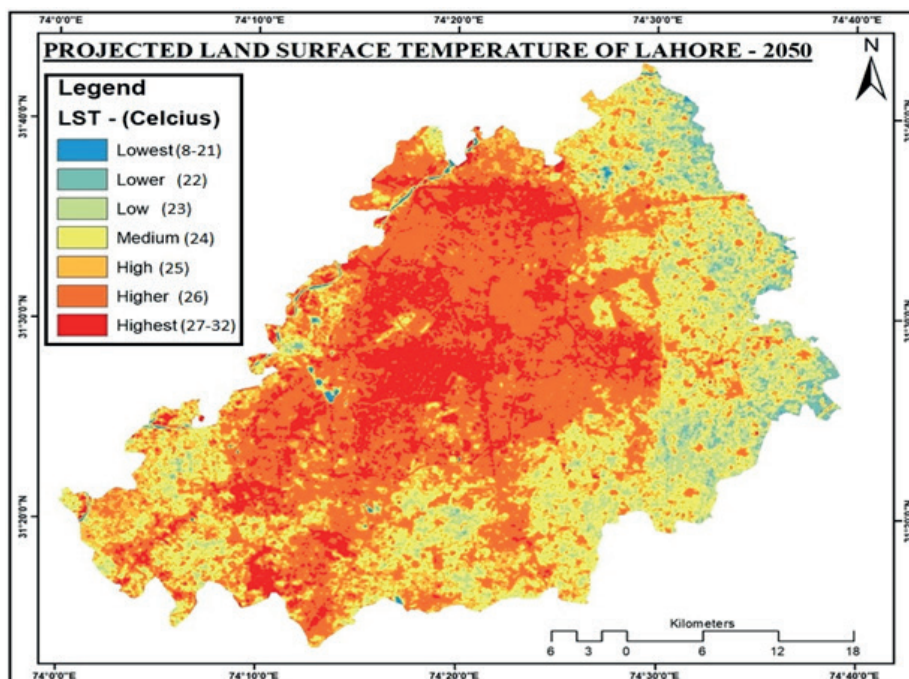 74°0'0"E 74°10'0"E 74°20'0"E 74°30'0"E 74°40'0"E
PROJECTED LAND SURFACE TEMPERATURE OF LAHORE - 2050
N
Legend
LST - (Celcius)
Lowest (8-21)
Lower (22)
Low (23)
Medium (24)
High (25)
Higher (26)
Highest (27-32)
31°40'0"N
31°30'0"N
31°20'0"N
Kilometers
6 3 0 6 12 18
74°0'0"E 74°10'0"E 74°20'0"E 74°30'0"E 74°40'0"E